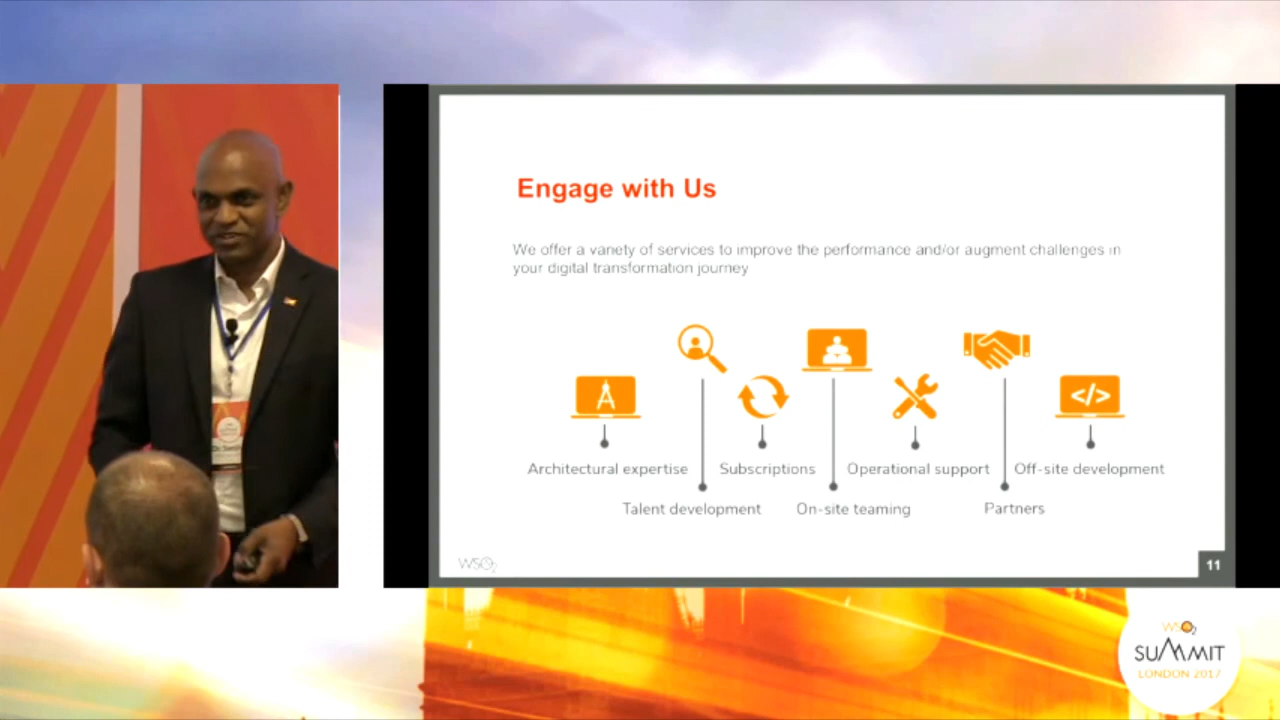 Engage with Us
We offer a variety of services to improve the performance and/or augment challenges in
your digital transformation journey
</>
Architectural expertise
Subscriptions
Operational support
Off-site development
Talent development
On-site teaming
Partners
WSO2
11
WSO2
SUMMIT
LONDON 2017